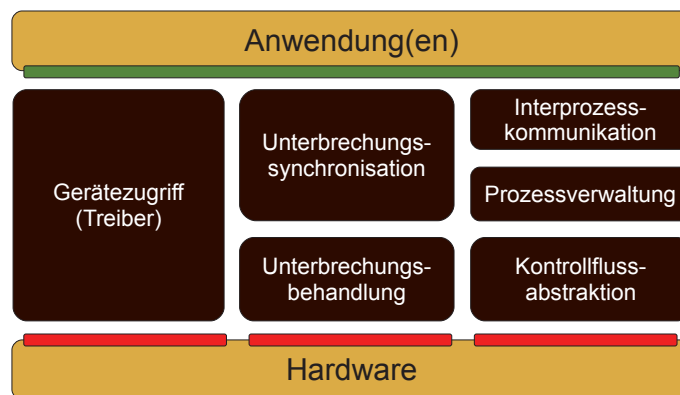 Anwendung(en)
Gerätezugriff
(Treiber)
Unterbrechungs-
synchronisation
Unterbrechungs-
behandlung
Interprozess-
kommunikation
Prozessverwaltung
Kontrollfluss-
abstraktion
Hardware